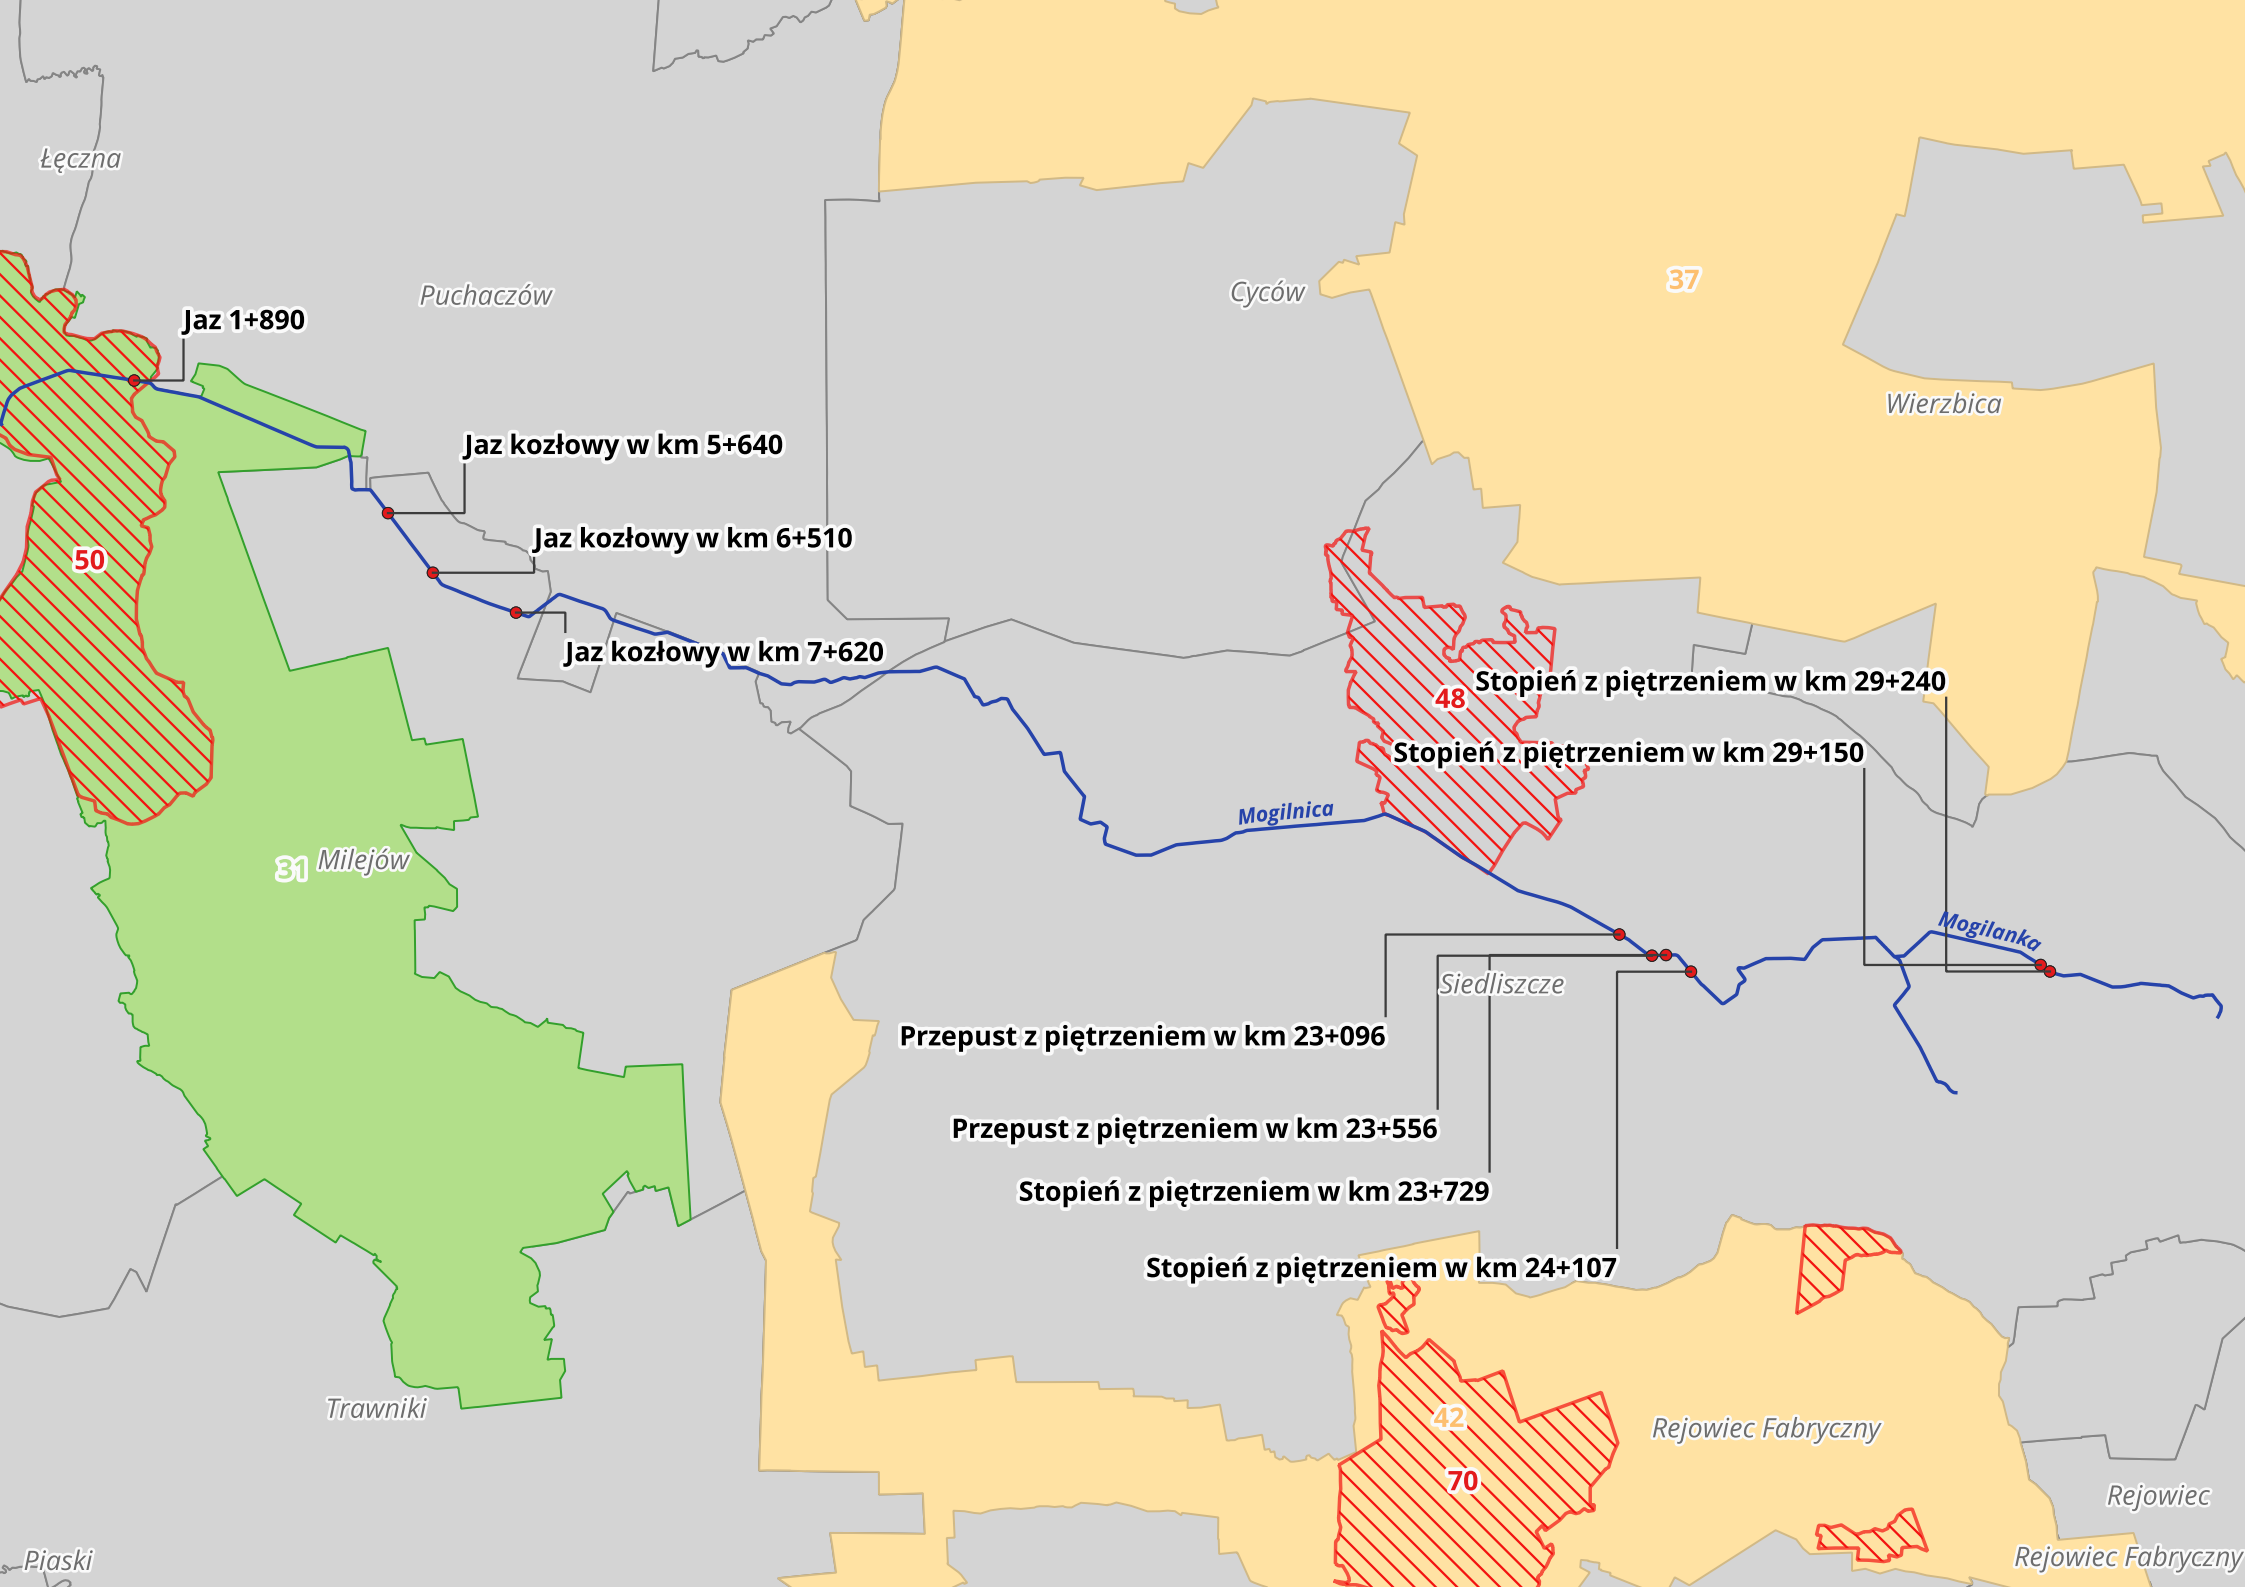 Łęczna
37
Puchaczów
Cyców
Jaz 1+890
Wierzbica
Jaz kozłowy w km 5+640
Jaz kozłowy w km 6+510
50
Jaz kozłowy w km 7+620
Stopień z piętrzeniem w km 29+240
48
Stopień z piętrzeniem w km 29+150
Mogilnica
31
Milejów
Mogilanka
Siedliszcze
Przepust z piętrzeniem w km 23+096
Przepust z piętrzeniem w km 23+556
Stopień z piętrzeniem w km 23+729
Stopień z piętrzeniem w km 24+107
Trawniki
42
Rejowiec Fabryczny
70
Rejowiec
Piaski
Rejowiec Fabryczny